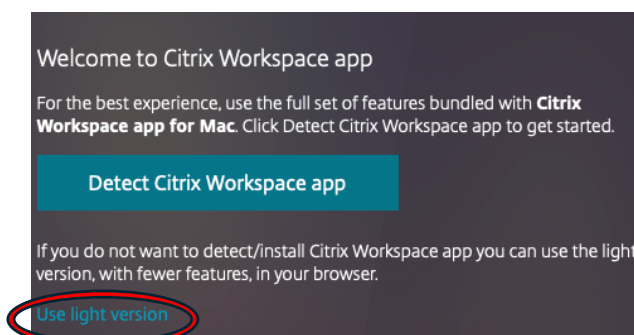 Welcome to Citrix Workspace app
For the best experience, use the full set of features bundled with Citrix
Workspace app for Mac. Click Detect Citrix Workspace app to get started.
Detect Citrix Workspace app
If you do not want to detect/install Citrix Workspace app you can use the light
version, with fewer features, in your browser.
Use light version